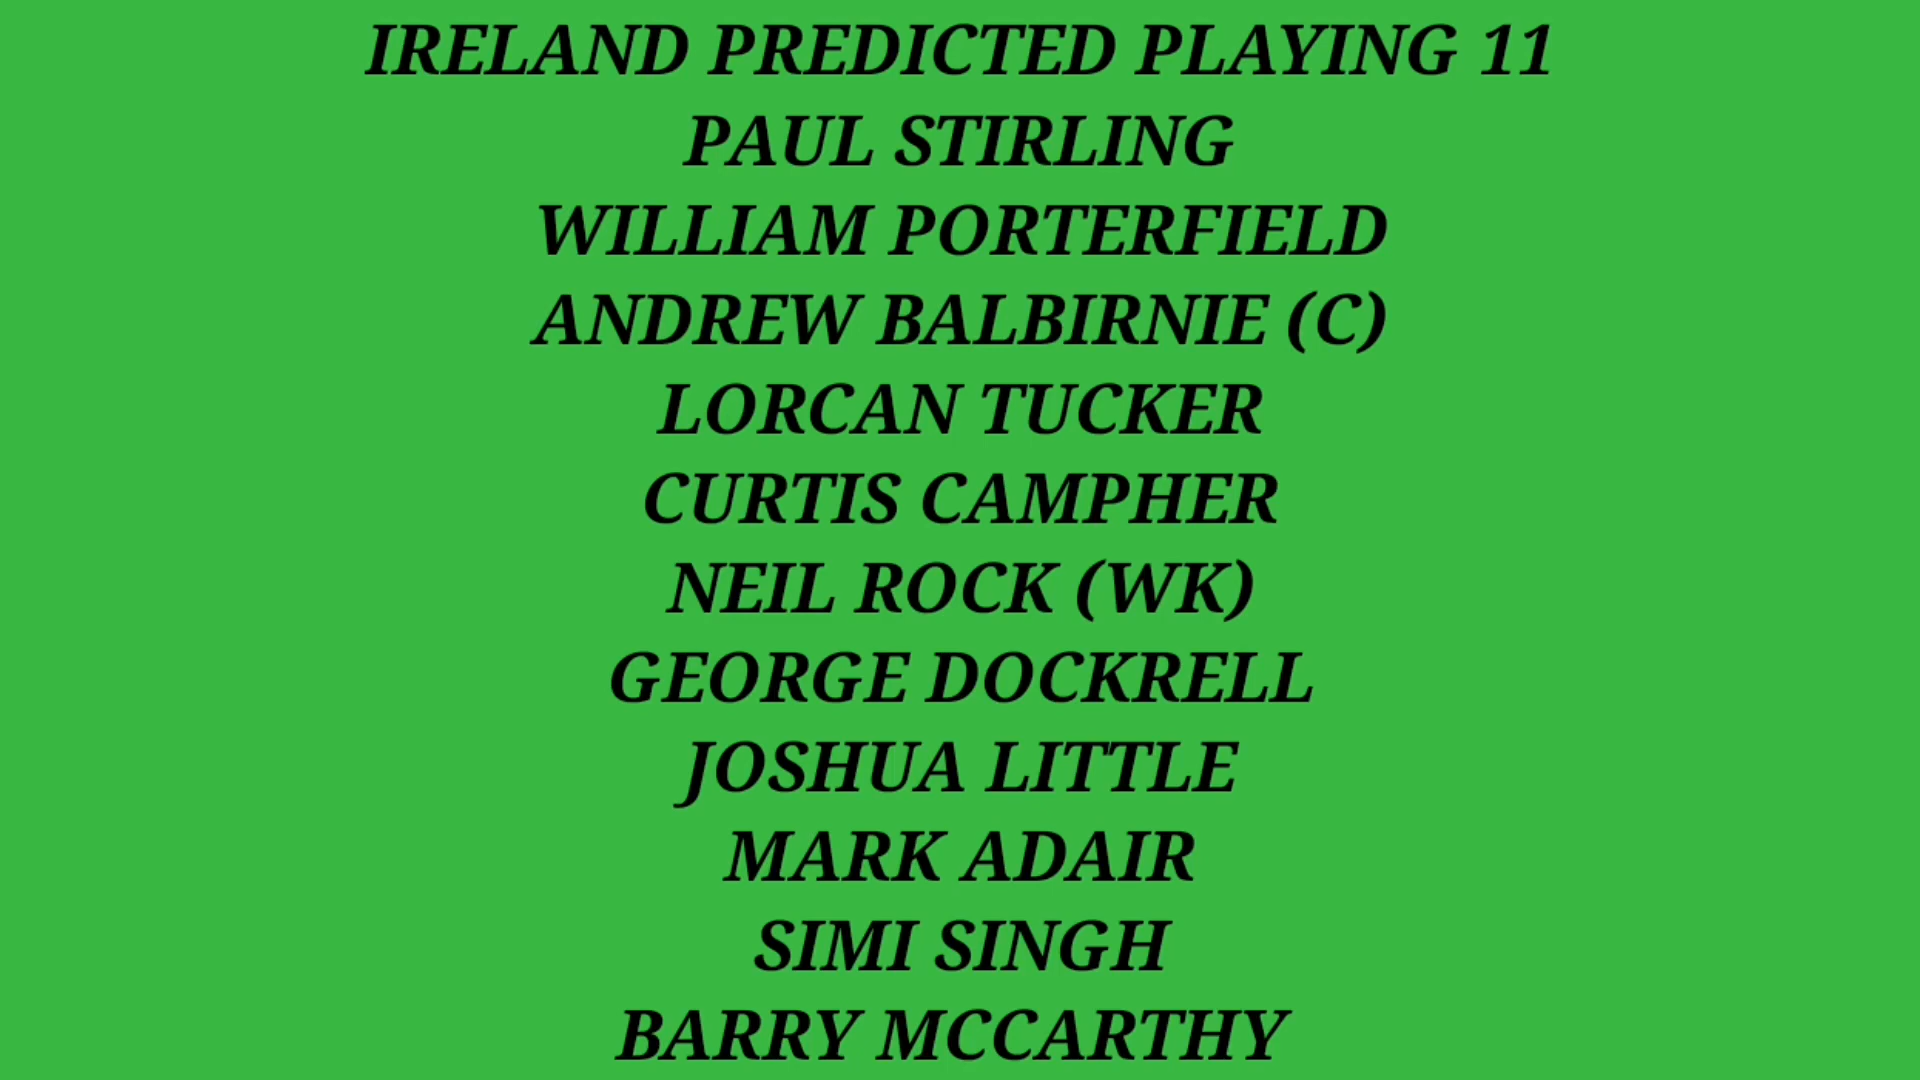 IRELAND PREDICTED PLAYING 11
PAUL STIRLING
WILLIAM PORTERFIELD
ANDREW BALBIRNIE (C)
LORCAN TUCKER
CURTIS CAMPHER
NEIL ROCK (WK)
GEORGE DOCKRELL
JOSHUA LITTLE
MARK ADAIR
SIMI SINGH
BARRY MCCARTHY